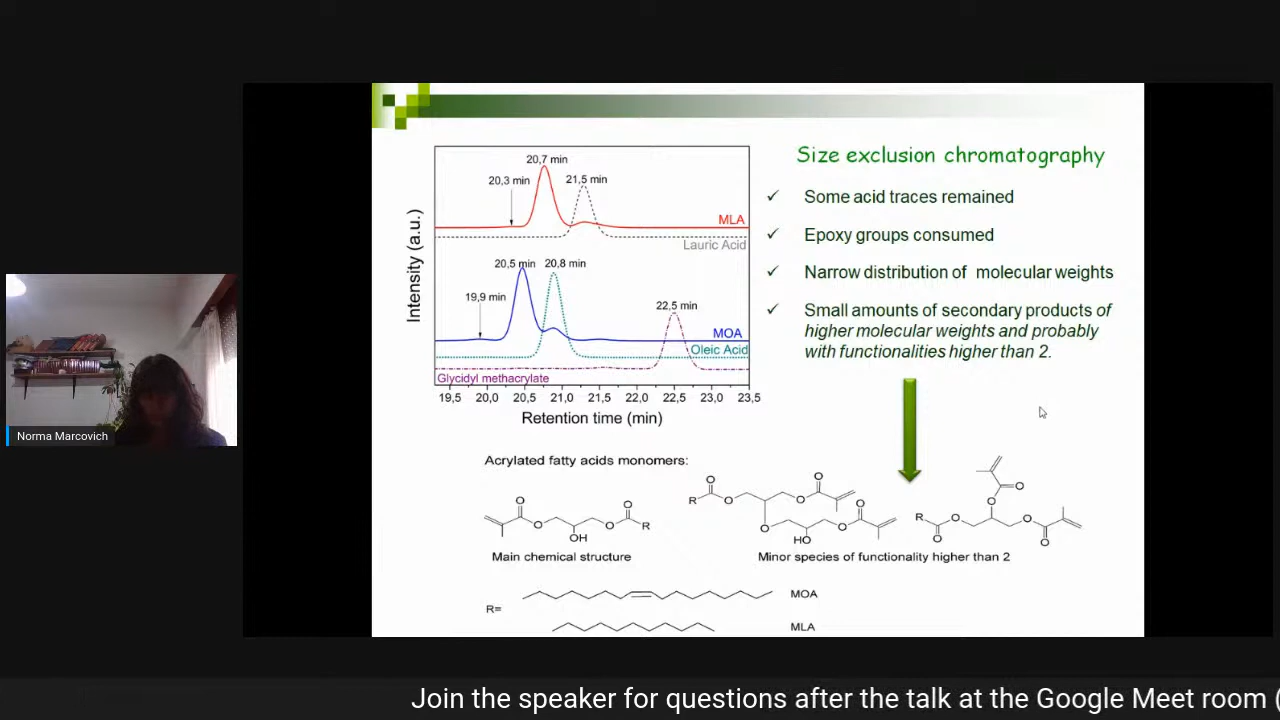 Size exclusion chromatography
20,7 min
20,3 min
21,5 min
MLA
Lauric Acid
20,5 min
20,8 min
19,9 min
22,5 min
MOA
Oleic Acid
Glycidyl methacrylate
Intensity (a.u.)
19,5 20,0 20,5 21,0 21,5 22,0 22,5 23,0 23,5
Retention time (min)
✓ Some acid traces remained
✓ Epoxy groups consumed
✓ Narrow distribution of molecular weights
✓ Small amounts of secondary products of
higher molecular weights and probably
with functionalities higher than 2.
Norma Marcovich
Acrylated fatty acids monomers:
O O O O R OH
Main chemical structure
R O O O O O O O HO
R O O O O O O
Minor species of functionality higher than 2
R=
MOA
MLA
Join the speaker for questions after the talk at the Google Meet room (